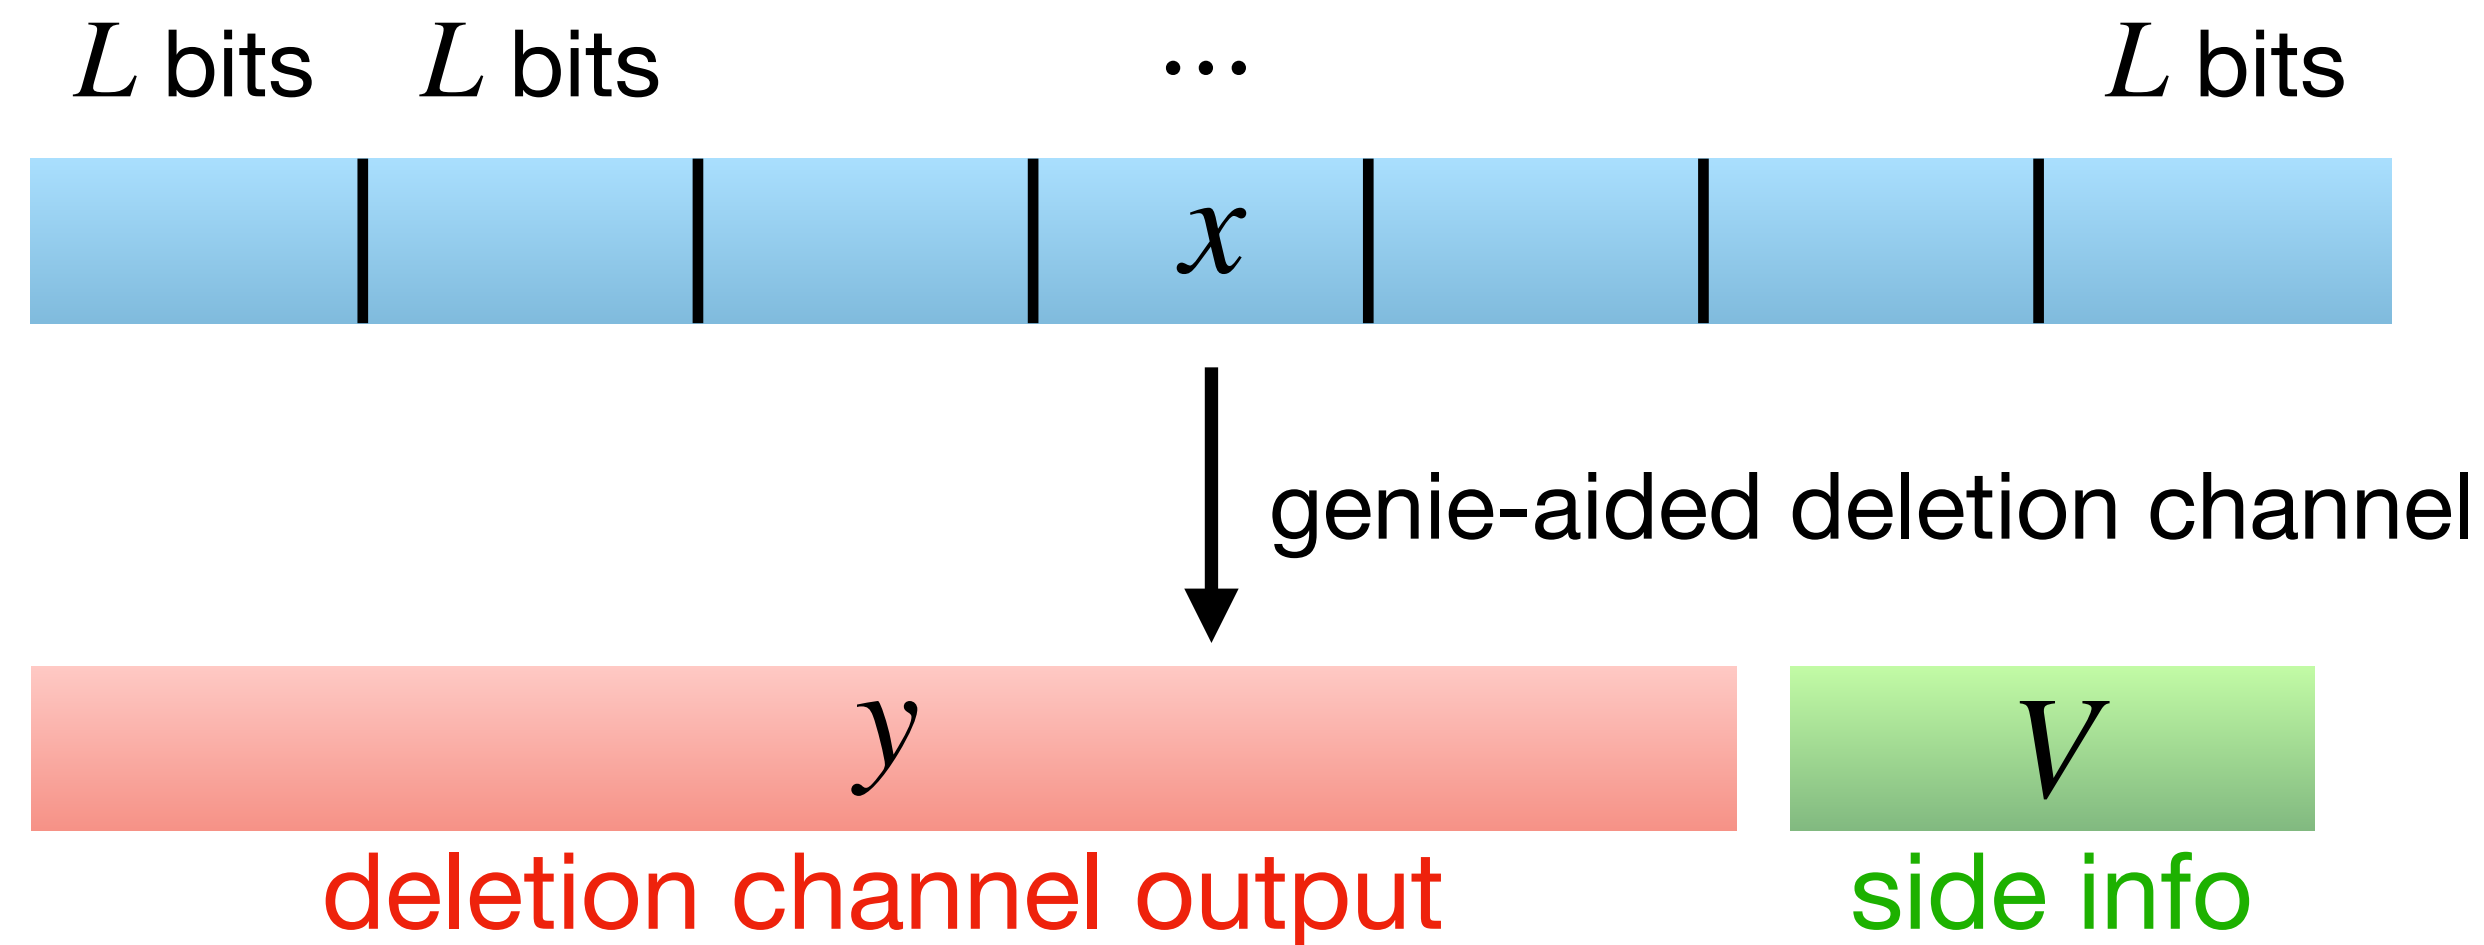 L bits L bits ... L bits
x
genie-aided deletion channel
y V
deletion channel output side info